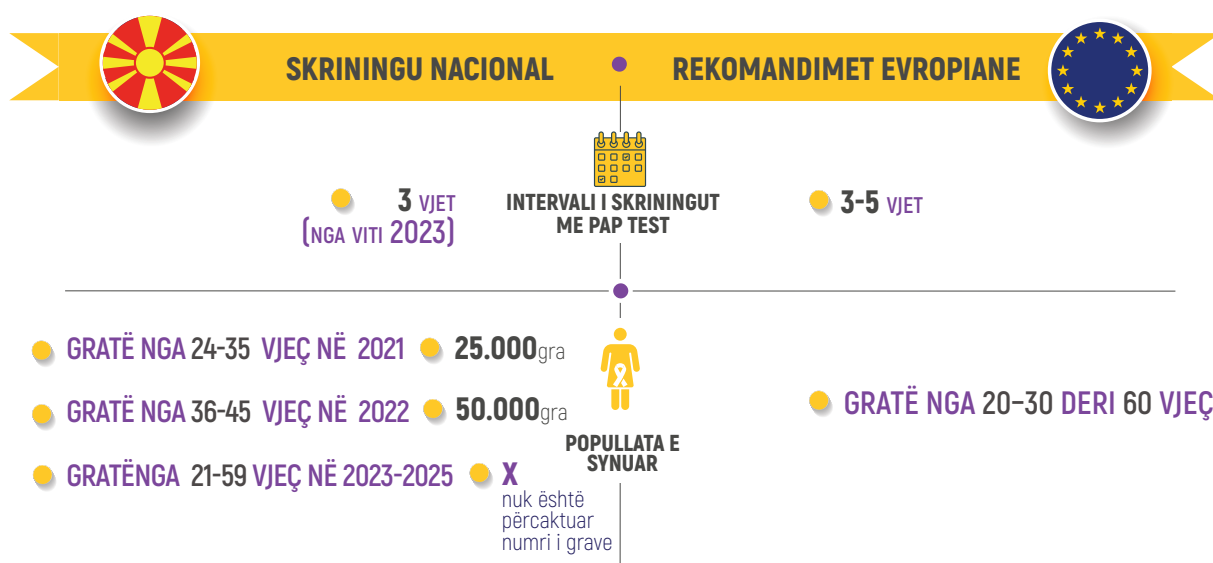 SKRININGU NACIONAL
REKOMANDIMET EVROPIANE
3 VJET
(NGA VITI 2023)
INTERVALI I SKRININGUT
ME PAP TEST
3-5 VJET
GRATË NGA 24-35 VJEÇ NË 2021
25.000gra
GRATË NGA 36-45 VJEÇ NË 2022
50.000gra
GRATËNGA 21-59 VJEÇ NË 2023-2025
X
nuk është
përcaktuar
numri i grave
POPULLATA E
SYNUAR
GRATË NGA 20-30 DERI 60 VJEÇ